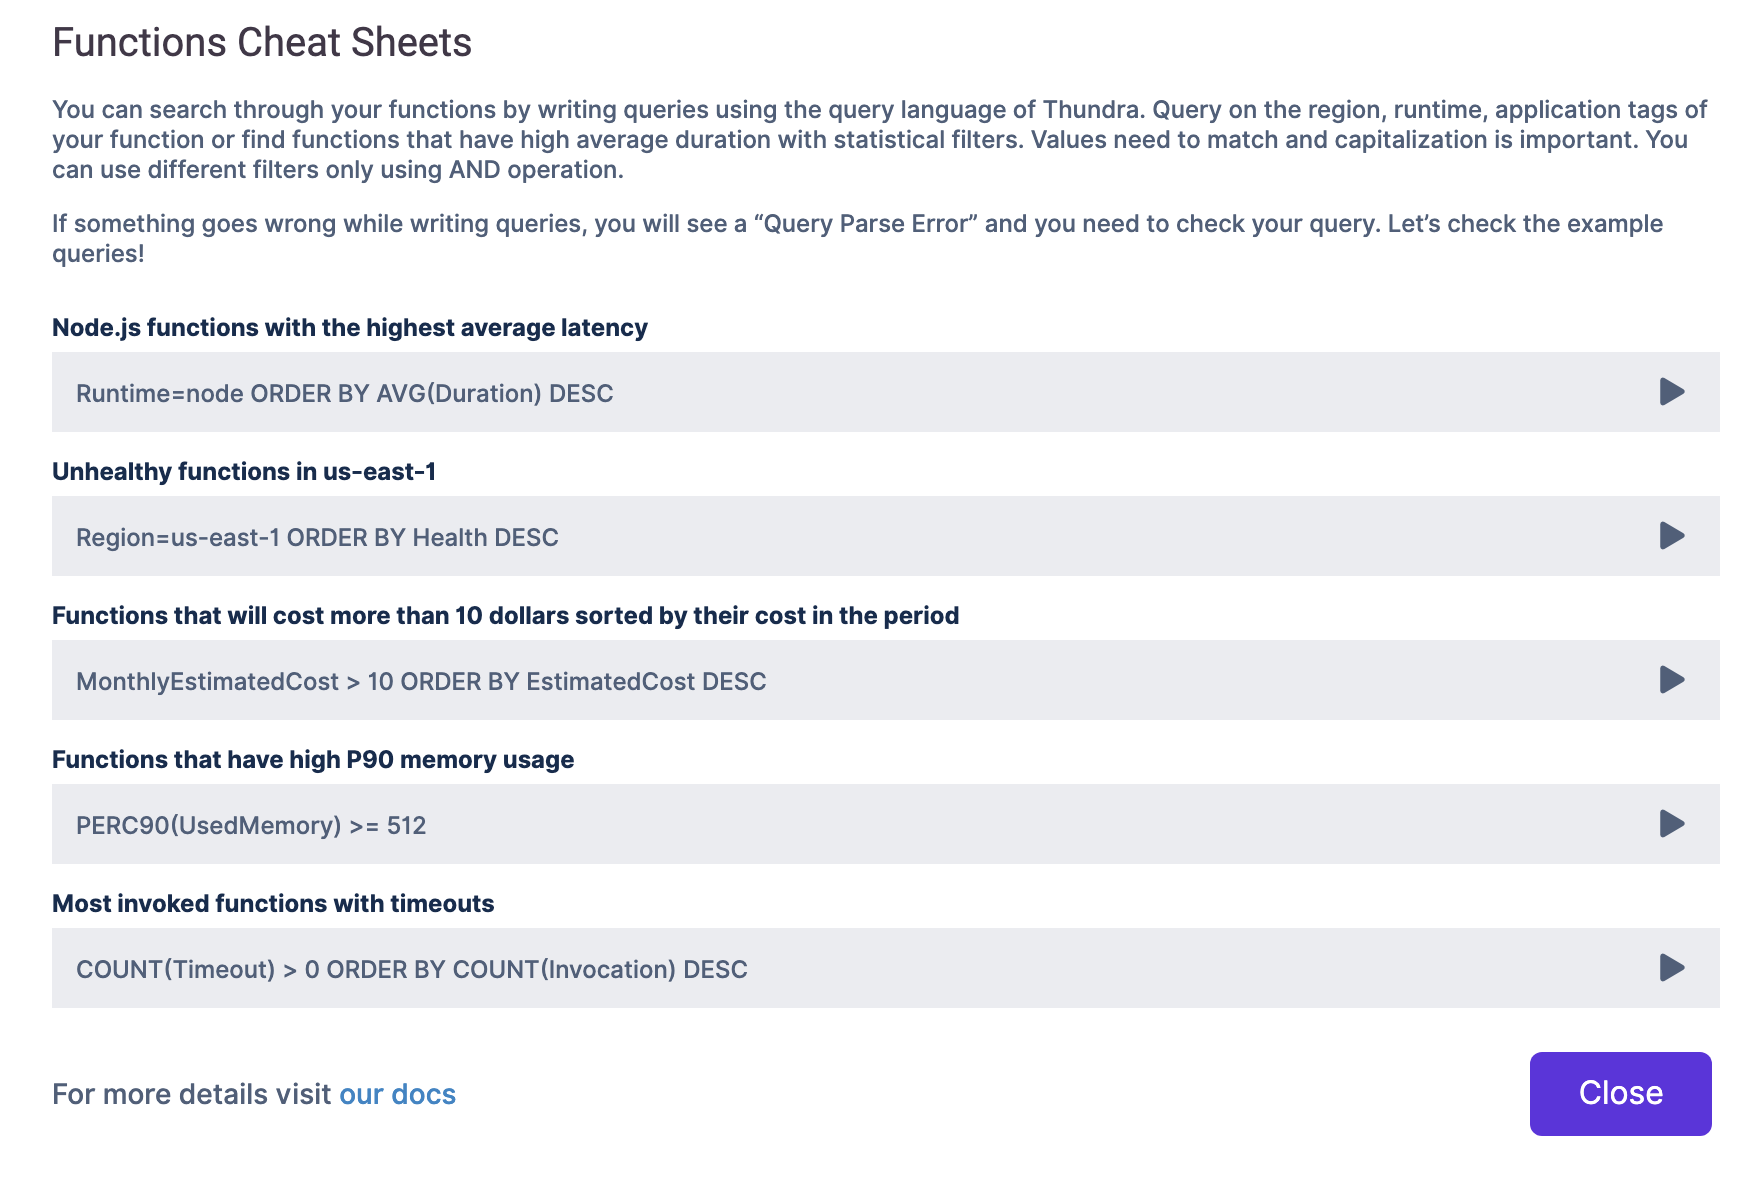 Functions Cheat Sheets
You can search through your functions by writing queries using the query language of Thundra. Query on the region, runtime, application tags of
your function or find functions that have high average duration with statistical filters. Values need to match and capitalization is important. You
can use different filters only using AND operation.
If something goes wrong while writing queries, you will see a “Query Parse Error” and you need to check your query. Let’s check the example
queries!
Node.js functions with the highest average latency
Runtime=node ORDER BY AVG(Duration) DESC
Unhealthy functions in us-east-1
Region=us-east-1 ORDER BY Health DESC
Functions that will cost more than 10 dollars sorted by their cost in the period
MonthlyEstimatedCost > 10 ORDER BY EstimatedCost DESC
Functions that have high P90 memory usage
PERC90(UsedMemory) >= 512
Most invoked functions with timeouts
COUNT(Timeout) > 0 ORDER BY COUNT(Invocation) DESC
For more details visit our docs
Close